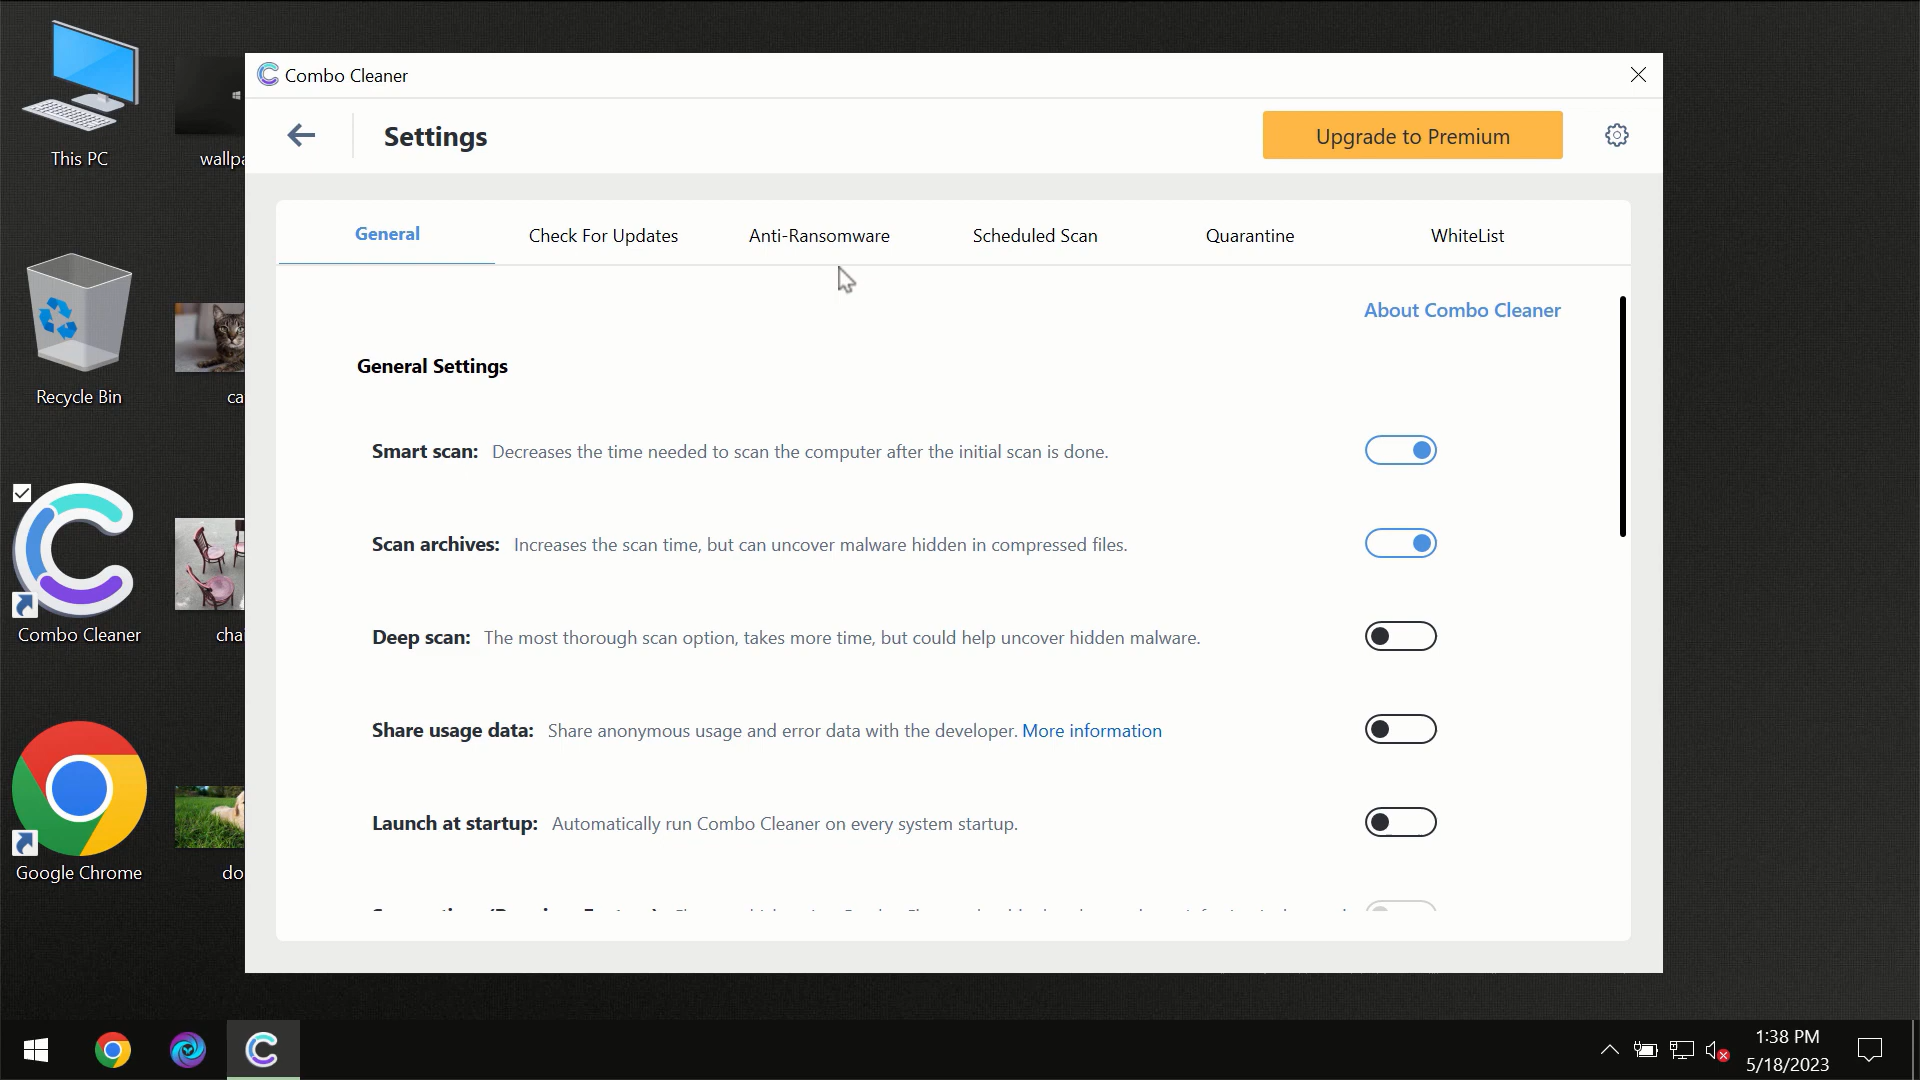 Combo Cleaner
Settings
Upgrade to Premium
General
Check For Updates
Anti-Ransomware
Scheduled Scan
Quarantine
WhiteList
About Combo Cleaner
General Settings
Smart scan: Decreases the time needed to scan the computer after the initial scan is done.
Scan archives: Increases the scan time, but can uncover malware hidden in compressed files.
Deep scan: The most thorough scan option, takes more time, but could help uncover hidden malware.
Share usage data: Share anonymous usage and error data with the developer. More information
Launch at startup: Automatically run Combo Cleaner on every system startup.
This PC
wallpa
Recycle Bin
ca
Combo Cleaner
chai
Google Chrome
do
1:38 PM
5/18/2023